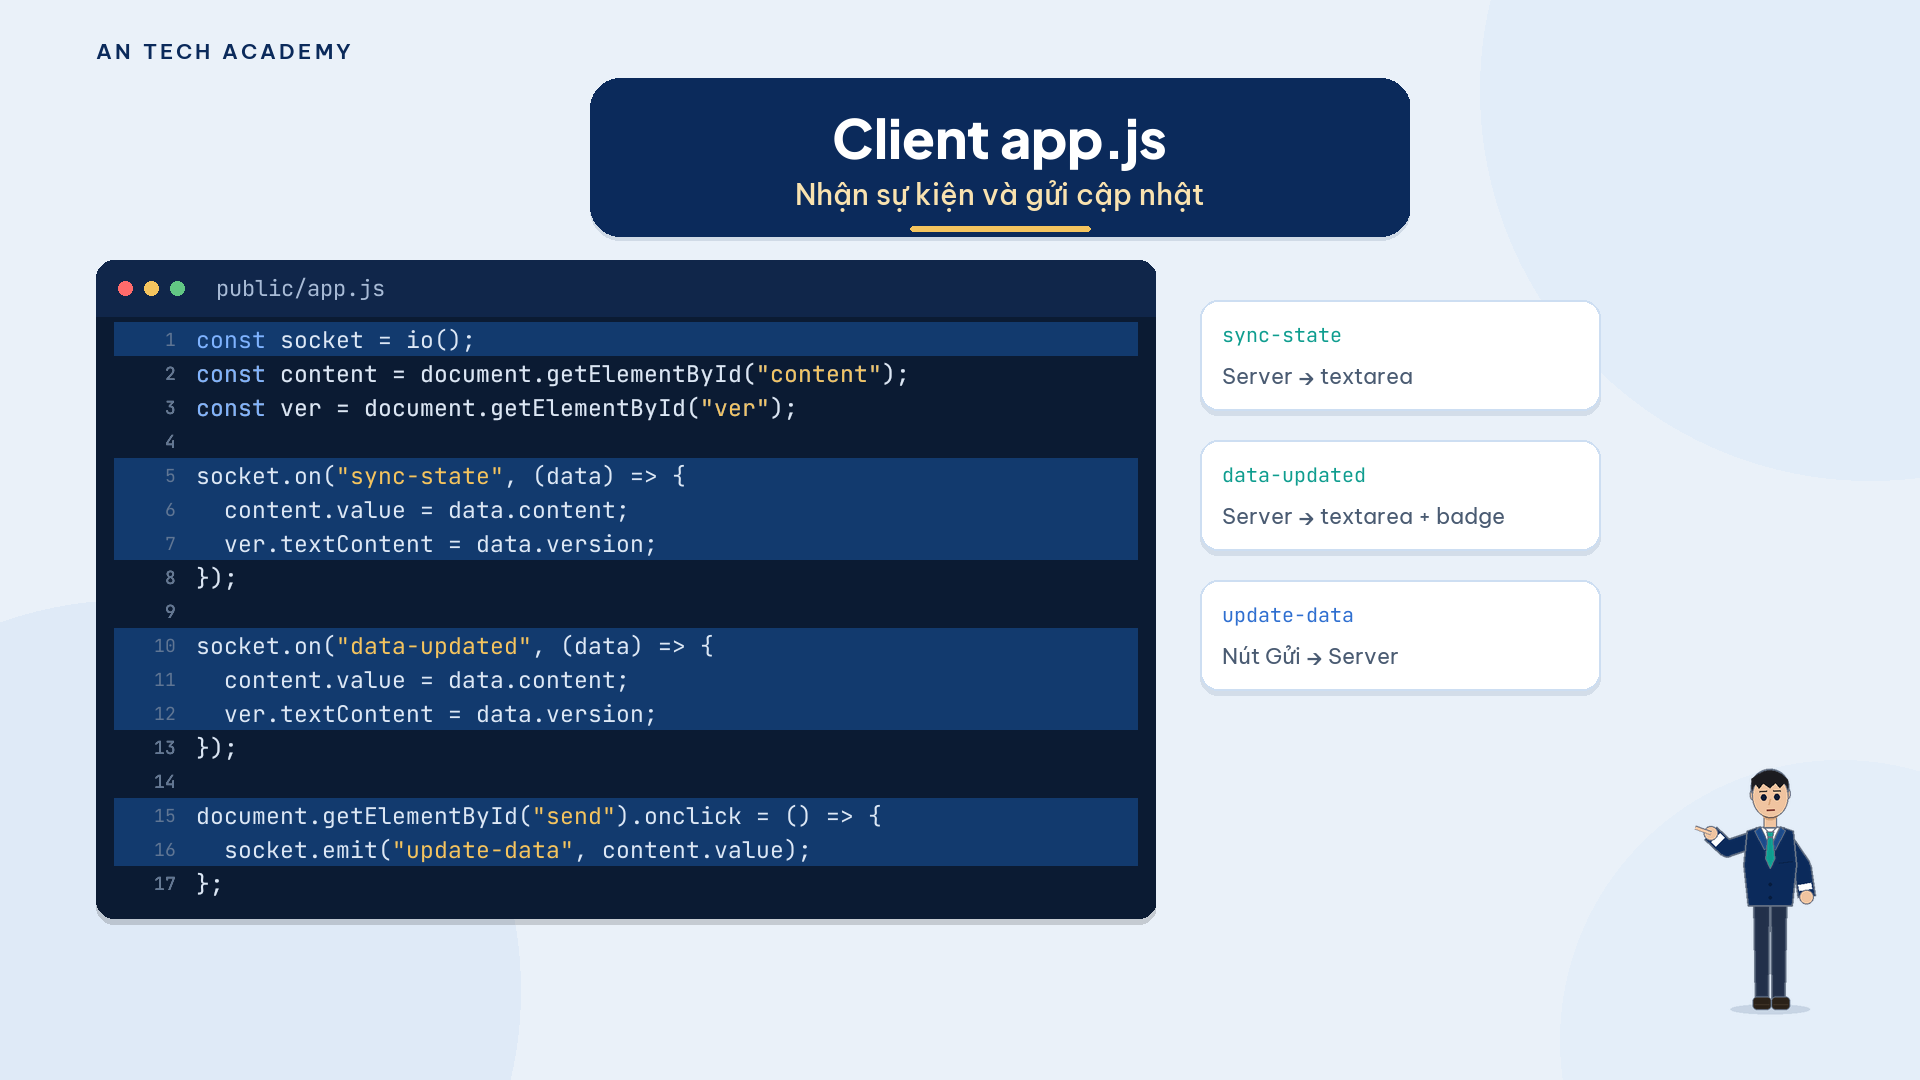 AN TECH ACADEMY
Client app.js
Nhận sự kiện và gửi cập nhật
public/app.js
1 const socket = io();
2 const content = document.getElementById("content");
3 const ver = document.getElementById("ver");
4
5 socket.on("sync-state", (data) => {
6   content.value = data.content;
7   ver.textContent = data.version;
8 });
9
10 socket.on("data-updated", (data) => {
11   content.value = data.content;
12   ver.textContent = data.version;
13 });
14
15 document.getElementById("send").onclick = () => {
16   socket.emit("update-data", content.value);
17 };
sync-state
Server → textarea
data-updated
Server → textarea + badge
update-data
Nút Gửi → Server